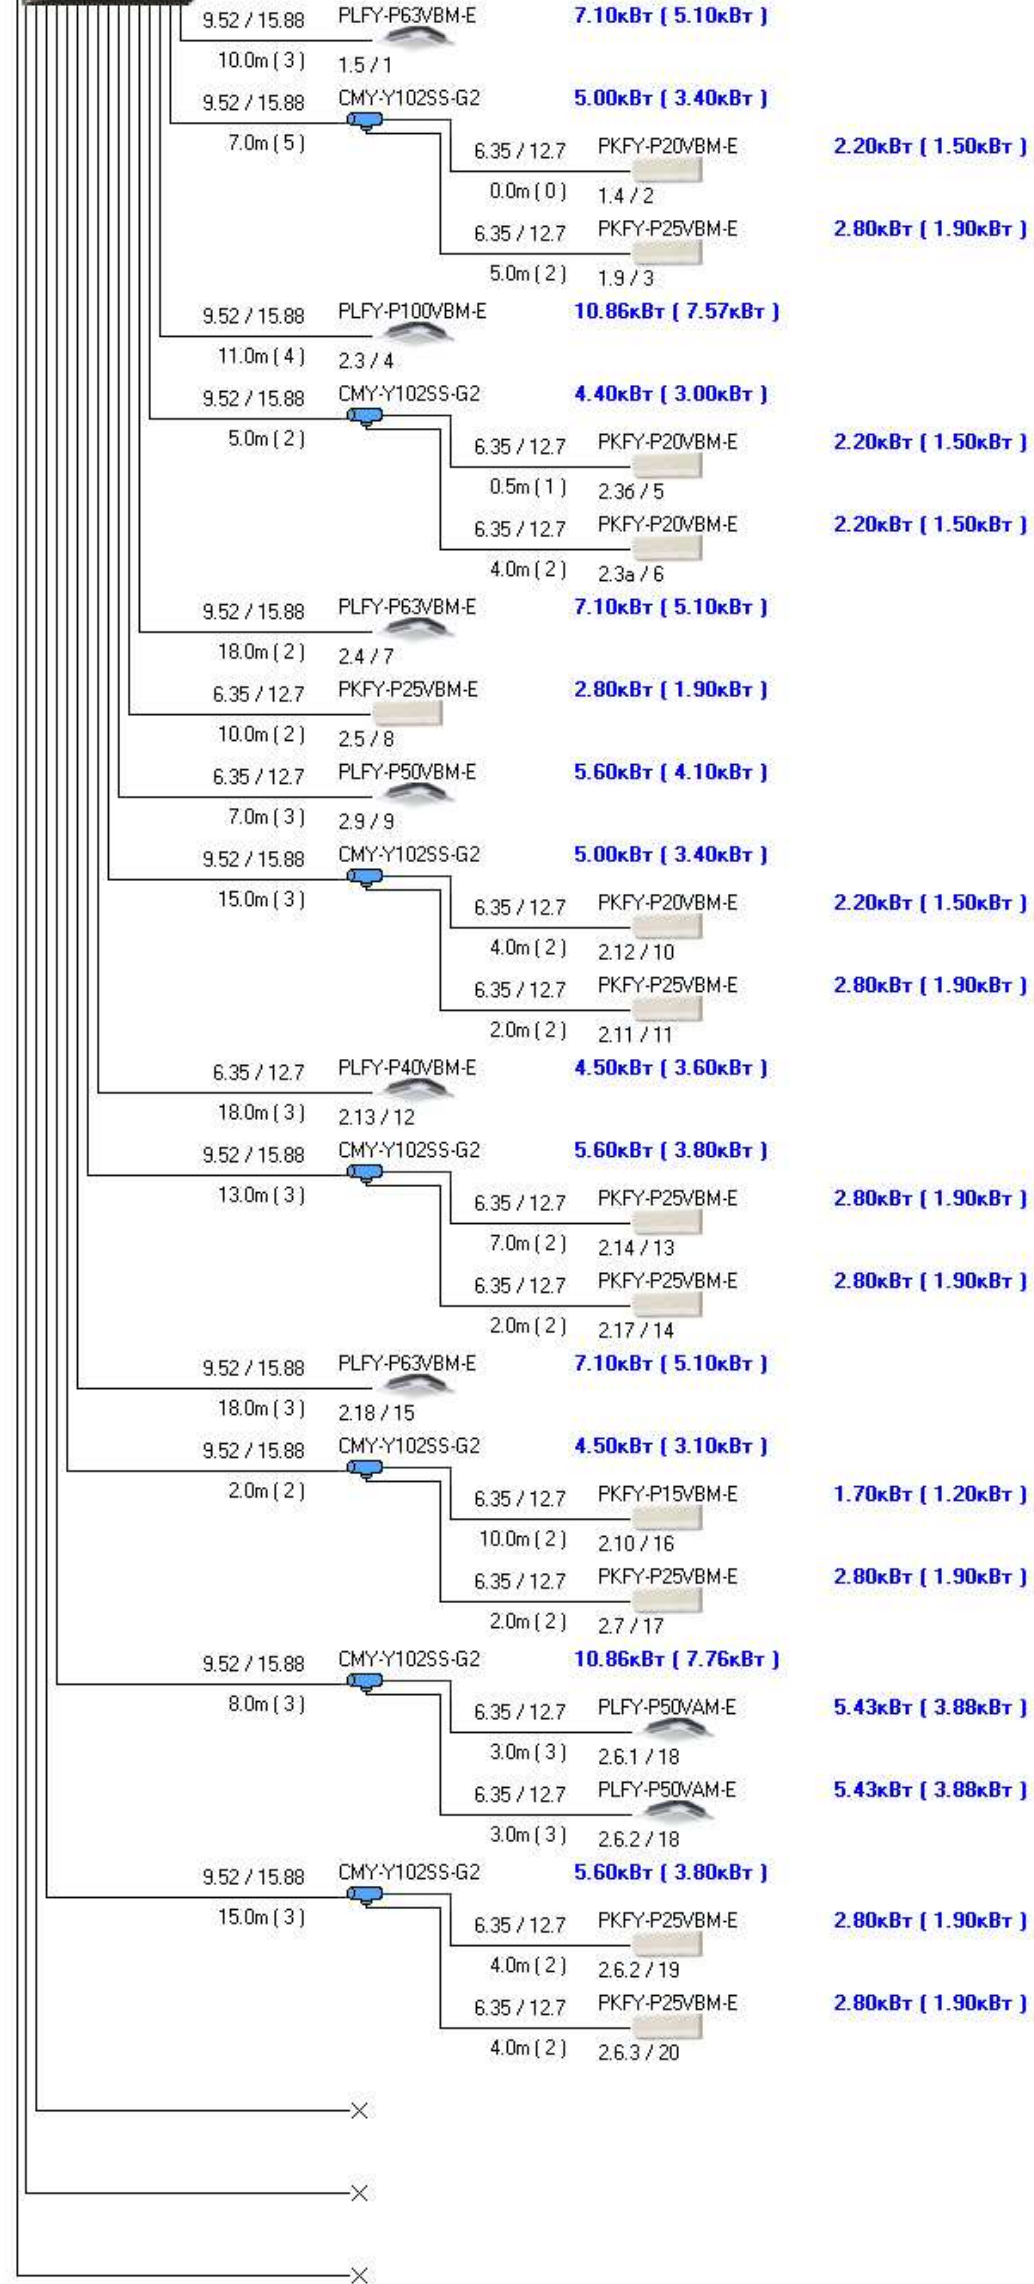 9.52 / 15.88 PLFY-P63VBM-E 7.10кВт ( 5.10кВт )
10.0m ( 3 ) 1.5 / 1
9.52 / 15.88 CMY-Y102SS-G2 5.00кВт ( 3.40кВт )
7.0m ( 5 )
6.35 / 12.7 PKFY-P20VBM-E 2.20кВт ( 1.50кВт )
0.0m ( 0 ) 1.4 / 2
6.35 / 12.7 PKFY-P25VBM-E 2.80кВт ( 1.90кВт )
5.0m ( 2 ) 1.9 / 3
9.52 / 15.88 PLFY-P100VBM-E 10.86кВт ( 7.57кВт )
11.0m ( 4 ) 2.3 / 4
9.52 / 15.88 CMY-Y102SS-G2 4.40кВт ( 3.00кВт )
5.0m ( 2 )
6.35 / 12.7 PKFY-P20VBM-E 2.20кВт ( 1.50кВт )
0.5m ( 1 ) 2.3б / 5
6.35 / 12.7 PKFY-P20VBM-E 2.20кВт ( 1.50кВт )
4.0m ( 2 ) 2.3а / 6
9.52 / 15.88 PLFY-P63VBM-E 7.10кВт ( 5.10кВт )
18.0m ( 2 ) 2.4 / 7
6.35 / 12.7 PKFY-P25VBM-E 2.80кВт ( 1.90кВт )
10.0m ( 2 ) 2.5 / 8
6.35 / 12.7 PLFY-P50VBM-E 5.60кВт ( 4.10кВт )
7.0m ( 3 ) 2.9 / 9
9.52 / 15.88 CMY-Y102SS-G2 5.00кВт ( 3.40кВт )
15.0m ( 3 )
6.35 / 12.7 PKFY-P20VBM-E 2.20кВт ( 1.50кВт )
4.0m ( 2 ) 2.12 / 10
6.35 / 12.7 PKFY-P25VBM-E 2.80кВт ( 1.90кВт )
2.0m ( 2 ) 2.11 / 11
6.35 / 12.7 PLFY-P40VBM-E 4.50кВт ( 3.60кВт )
18.0m ( 3 ) 2.13 / 12
9.52 / 15.88 CMY-Y102SS-G2 5.60кВт ( 3.80кВт )
13.0m ( 3 )
6.35 / 12.7 PKFY-P25VBM-E 2.80кВт ( 1.90кВт )
7.0m ( 2 ) 2.14 / 13
6.35 / 12.7 PKFY-P25VBM-E 2.80кВт ( 1.90кВт )
2.0m ( 2 ) 2.17 / 14
9.52 / 15.88 PLFY-P63VBM-E 7.10кВт ( 5.10кВт )
18.0m ( 3 ) 2.18 / 15
9.52 / 15.88 CMY-Y102SS-G2 4.50кВт ( 3.10кВт )
2.0m ( 2 )
6.35 / 12.7 PKFY-P15VBM-E 1.70кВт ( 1.20кВт )
10.0m ( 2 ) 2.10 / 16
6.35 / 12.7 PKFY-P25VBM-E 2.80кВт ( 1.90кВт )
2.0m ( 2 ) 2.7 / 17
9.52 / 15.88 CMY-Y102SS-G2 10.86кВт ( 7.76кВт )
8.0m ( 3 )
6.35 / 12.7 PLFY-P50VAM-E 5.43кВт ( 3.88кВт )
3.0m ( 3 ) 2.6.1 / 18
6.35 / 12.7 PLFY-P50VAM-E 5.43кВт ( 3.88кВт )
3.0m ( 3 ) 2.6.2 / 18
9.52 / 15.88 CMY-Y102SS-G2 5.60кВт ( 3.80кВт )
15.0m ( 3 )
6.35 / 12.7 PKFY-P25VBM-E 2.80кВт ( 1.90кВт )
4.0m ( 2 ) 2.6.2 / 19
6.35 / 12.7 PKFY-P25VBM-E 2.80кВт ( 1.90кВт )
4.0m ( 2 ) 2.6.3 / 20